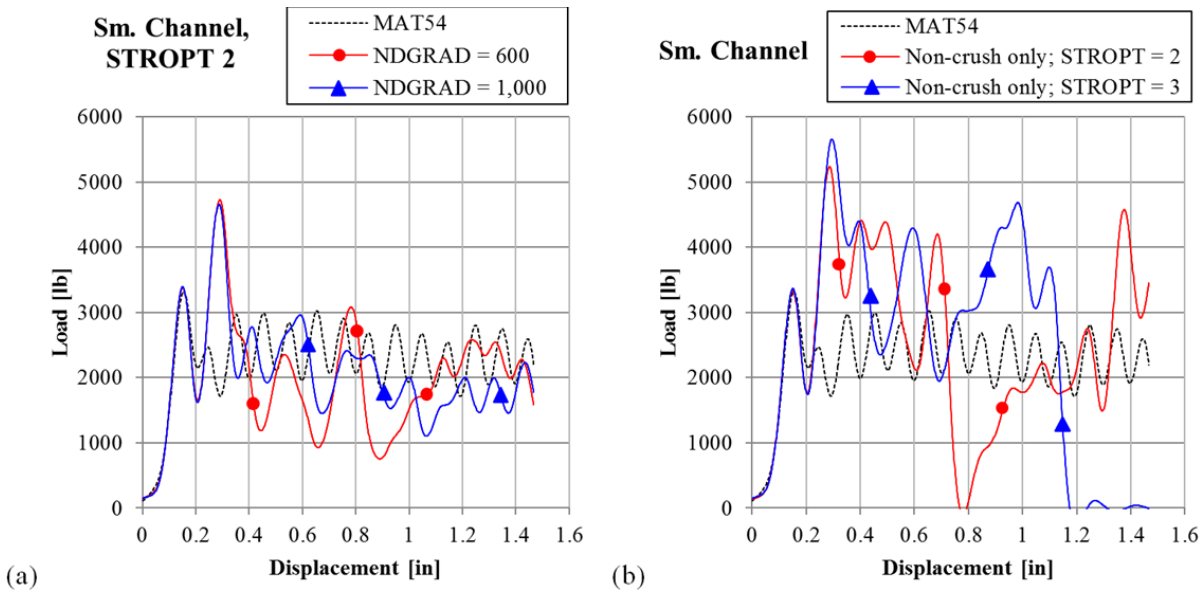 Sm. Channel,
STROPT 2
MAT54
NDGRAD = 600
NDGRAD = 1,000
6000
5000
4000
3000
2000
1000
0
Load [lb]
0 0.2 0.4 0.6 0.8 1 1.2 1.4 1.6
Displacement [in]
(a)
Sm. Channel
MAT54
Non-crush only; STROPT = 2
Non-crush only; STROPT = 3
6000
5000
4000
3000
2000
1000
0
Load [lb]
0 0.2 0.4 0.6 0.8 1 1.2 1.4 1.6
Displacement [in]
(b)